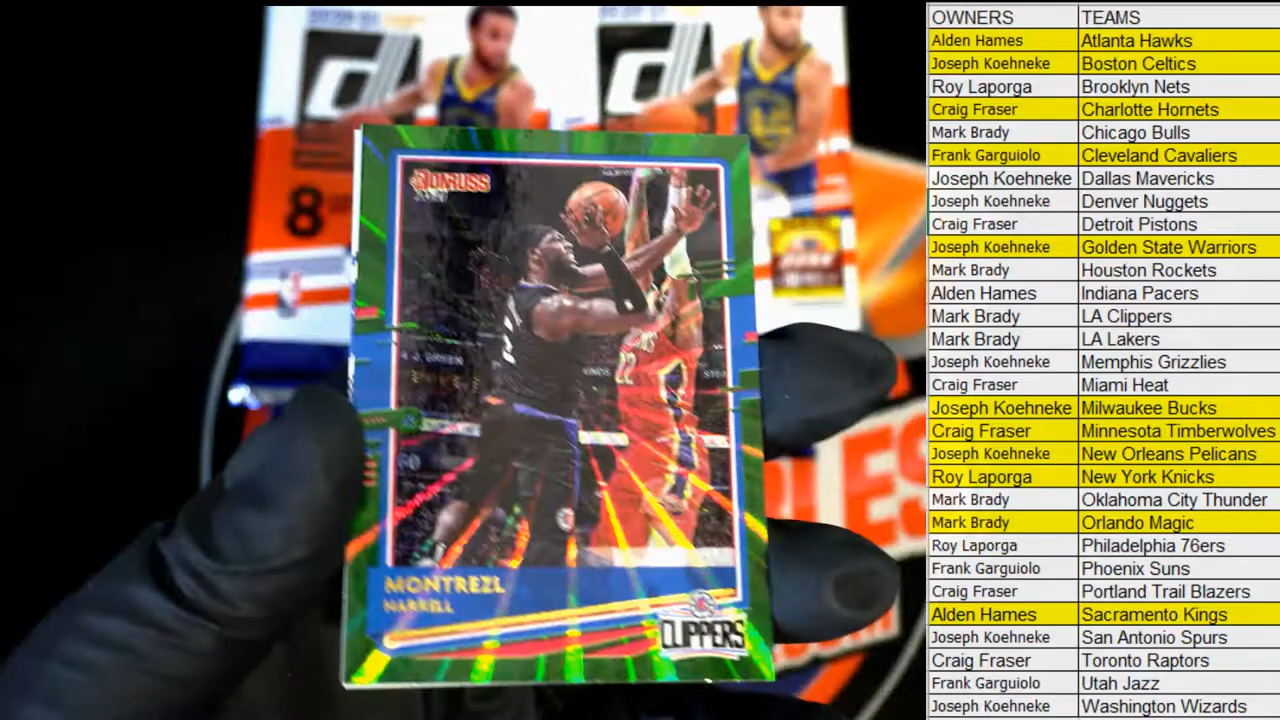 8
DONRUSS
MONTREZL
HARRELL
CLIPPERS
OWNERS TEAMS
Alden Hames Atlanta Hawks
Joseph Koehneke Boston Celtics
Roy Laporga Brooklyn Nets
Craig Fraser Charlotte Hornets
Mark Brady Chicago Bulls
Frank Garguiolo Cleveland Cavaliers
Joseph Koehneke Dallas Mavericks
Joseph Koehneke Denver Nuggets
Craig Fraser Detroit Pistons
Joseph Koehneke Golden State Warriors
Mark Brady Houston Rockets
Alden Hames Indiana Pacers
Mark Brady LA Clippers
Mark Brady LA Lakers
Joseph Koehneke Memphis Grizzlies
Craig Fraser Miami Heat
Joseph Koehneke Milwaukee Bucks
Craig Fraser Minnesota Timberwolves
Joseph Koehneke New Orleans Pelicans
Roy Laporga New York Knicks
Mark Brady Oklahoma City Thunder
Mark Brady Orlando Magic
Roy Laporga Philadelphia 76ers
Frank Garguiolo Phoenix Suns
Craig Fraser Portland Trail Blazers
Alden Hames Sacramento Kings
Joseph Koehneke San Antonio Spurs
Craig Fraser Toronto Raptors
Frank Garguiolo Utah Jazz
Joseph Koehneke Washington Wizards